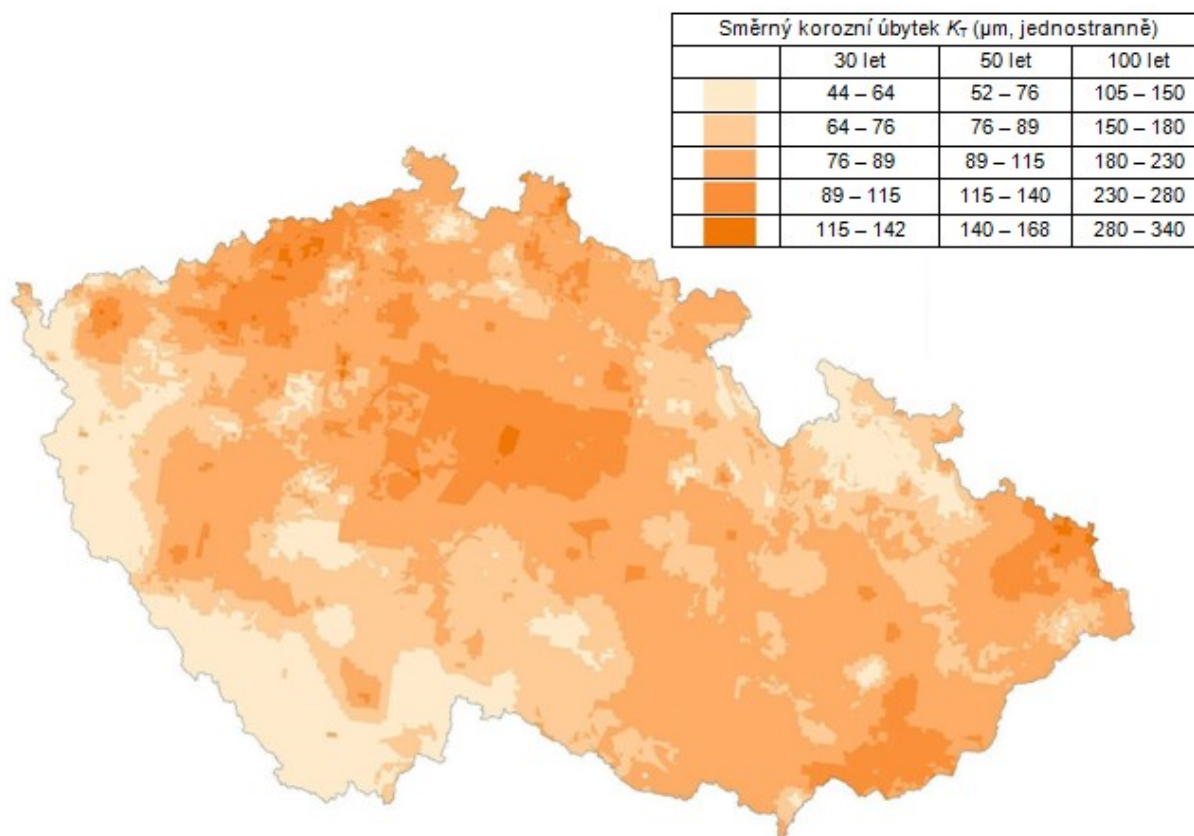 Směrný korozní úbytek K_T (µm, jednostranně)
30 let 50 let 100 let
44 – 64 52 – 76 105 – 150
64 – 76 76 – 89 150 – 180
76 – 89 89 – 115 180 – 230
89 – 115 115 – 140 230 – 280
115 – 142 140 – 168 280 – 340